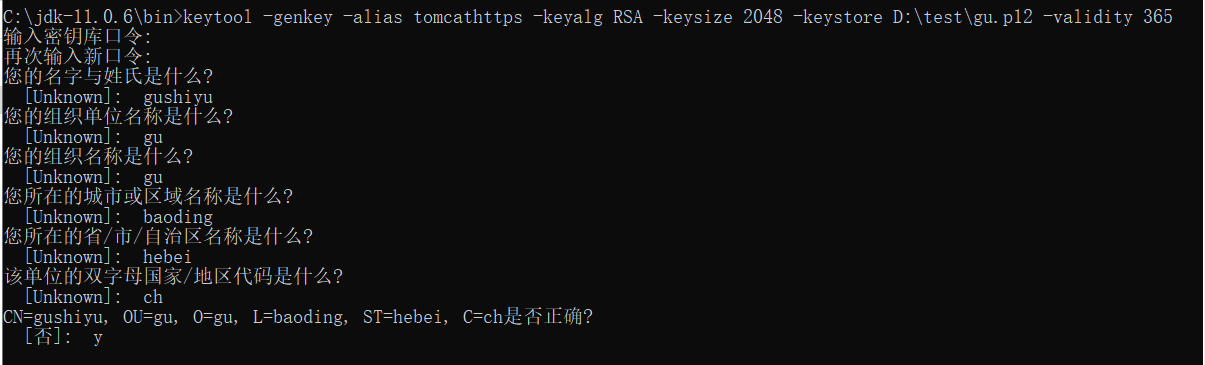 C:\jdk-11.0.6\bin>keytool -genkey -alias tomcathttps -keyalg RSA -keysize 2048 -keystore D:\test\gu.p12 -validity 365
输入密钥库口令:
再次输入新口令:
您的名字与姓氏是什么?
[Unknown]: gushiyu
您的组织单位名称是什么?
[Unknown]: gu
您的组织名称是什么?
[Unknown]: gu
您所在的城市或区域名称是什么?
[Unknown]: baoding
您所在的省/市/自治区名称是什么?
[Unknown]: hebei
该单位的双字母国家/地区代码是什么?
[Unknown]: ch
CN=gushiyu, OU=gu, O=gu, L=baoding, ST=hebei, C=ch是否正确?
[否]: y